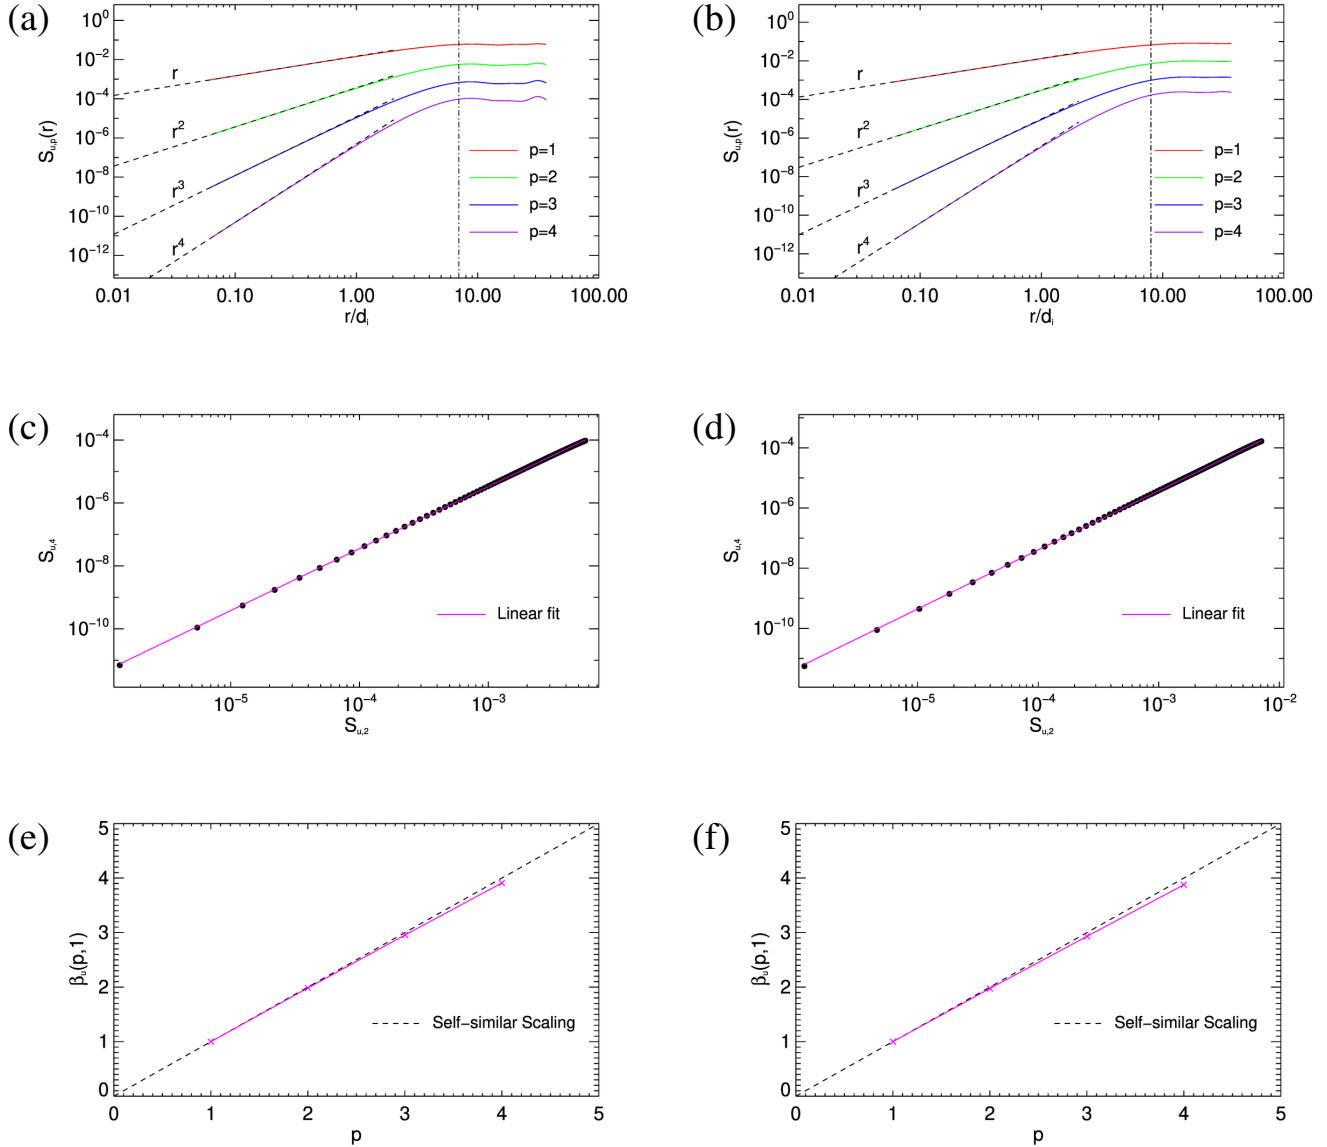 (a)
10^0
10^-2
10^-4
10^-6
10^-8
10^-10
10^-12
S_u,p(r)
r
r^2
r^3
r^4
p=1
p=2
p=3
p=4
0.01 0.10 1.00 10.00 100.00
r/d_i
(b)
10^0
10^-2
10^-4
10^-6
10^-8
10^-10
10^-12
S_u,p(r)
r
r^2
r^3
r^4
p=1
p=2
p=3
p=4
0.01 0.10 1.00 10.00 100.00
r/d_i
(c)
10^-4
10^-6
10^-8
10^-10
S_u,4
Linear fit
10^-5 10^-4 10^-3
S_u,2
(d)
10^-4
10^-6
10^-8
10^-10
S_u,4
Linear fit
10^-5 10^-4 10^-3 10^-2
S_u,2
(e)
5
4
3
2
1
0
β_u(p,1)
Self-similar Scaling
0 1 2 3 4 5
p
(f)
5
4
3
2
1
0
β_u(p,1)
Self-similar Scaling
0 1 2 3 4 5
p